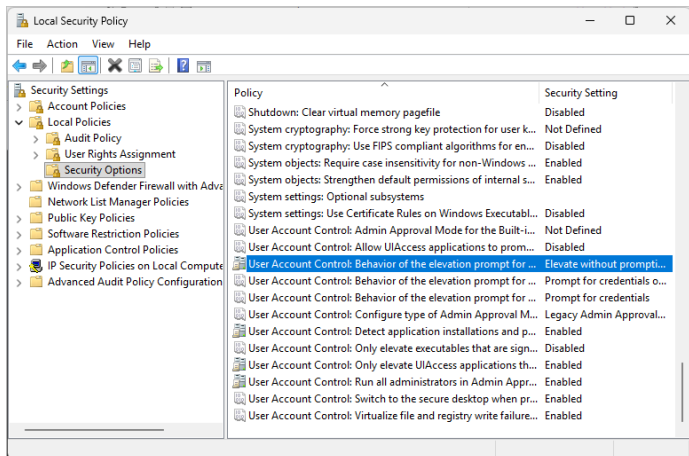 Local Security Policy
File Action View Help
Security Settings
Account Policies
Local Policies
Audit Policy
User Rights Assignment
Security Options
Windows Defender Firewall with Adva
Network List Manager Policies
Public Key Policies
Software Restriction Policies
Application Control Policies
IP Security Policies on Local Compute
Advanced Audit Policy Configuration
Policy Security Setting
Shutdown: Clear virtual memory pagefile Disabled
System cryptography: Force strong key protection for user k... Not Defined
System cryptography: Use FIPS compliant algorithms for en... Disabled
System objects: Require case insensitivity for non-Windows ... Enabled
System objects: Strengthen default permissions of internal s... Enabled
System settings: Optional subsystems
System settings: Use Certificate Rules on Windows Executabl... Disabled
User Account Control: Admin Approval Mode for the Built-i... Not Defined
User Account Control: Allow UIAccess applications to prom... Disabled
User Account Control: Behavior of the elevation prompt for ... Elevate without prompti...
User Account Control: Behavior of the elevation prompt for ... Prompt for credentials o...
User Account Control: Behavior of the elevation prompt for ... Prompt for credentials
User Account Control: Configure type of Admin Approval M... Legacy Admin Approval...
User Account Control: Detect application installations and p... Enabled
User Account Control: Only elevate executables that are sign... Disabled
User Account Control: Only elevate UIAccess applications th... Enabled
User Account Control: Run all administrators in Admin Appr... Enabled
User Account Control: Switch to the secure desktop when pr... Enabled
User Account Control: Virtualize file and registry write failure... Enabled